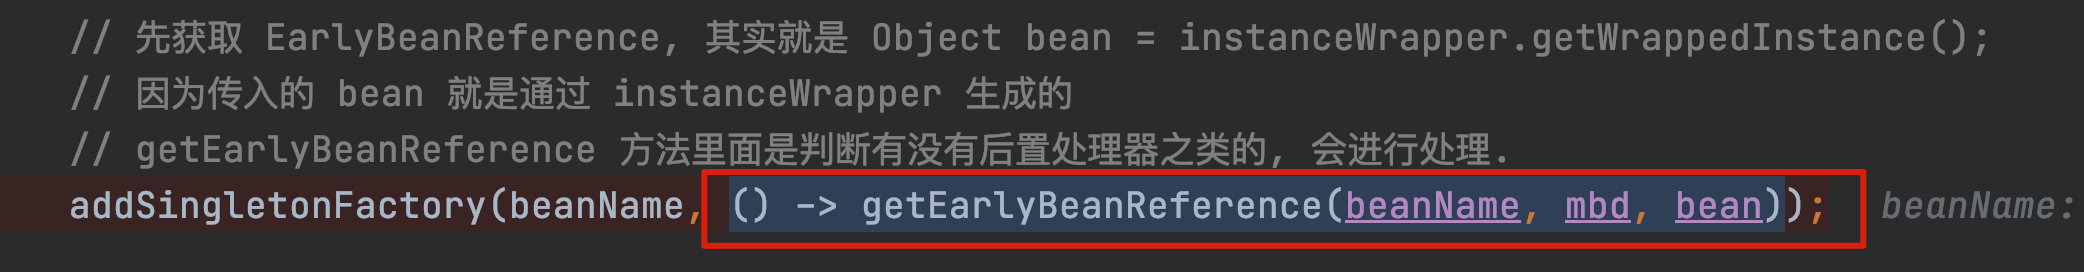 // 先获取 EarlyBeanReference, 其实就是 Object bean = instanceWrapper.getWrappedInstance();
// 因为传入的 bean 就是通过 instanceWrapper 生成的
// getEarlyBeanReference 方法里面是判断有没有后置处理器之类的, 会进行处理.
addSingletonFactory(beanName, () -> getEarlyBeanReference(beanName, mbd, bean)); beanName: